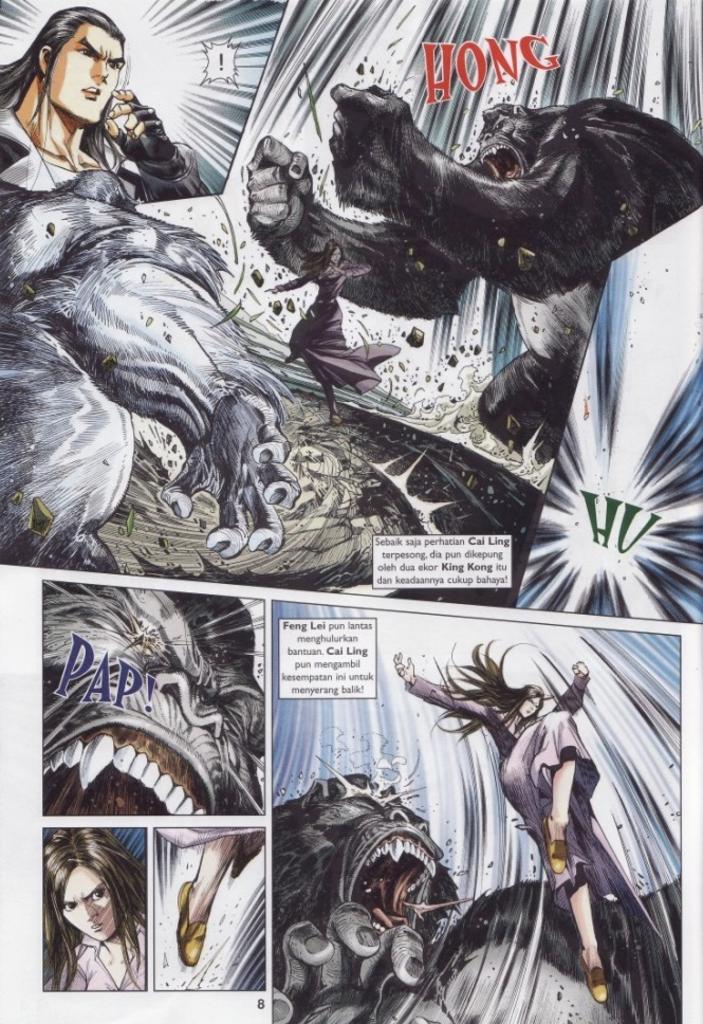 !
HONG
Sebaik saja perhatian Cai Ling
terpesong, dia pun dikepung
oleh dua ekor King Kong itu
dan keadaannya cukup bahaya!
HU
PAP!
Feng Lei pun lantas
menghulurkan
bantuan. Cai Ling
pun mengambil
kesempatan ini untuk
menyerang balik!
8